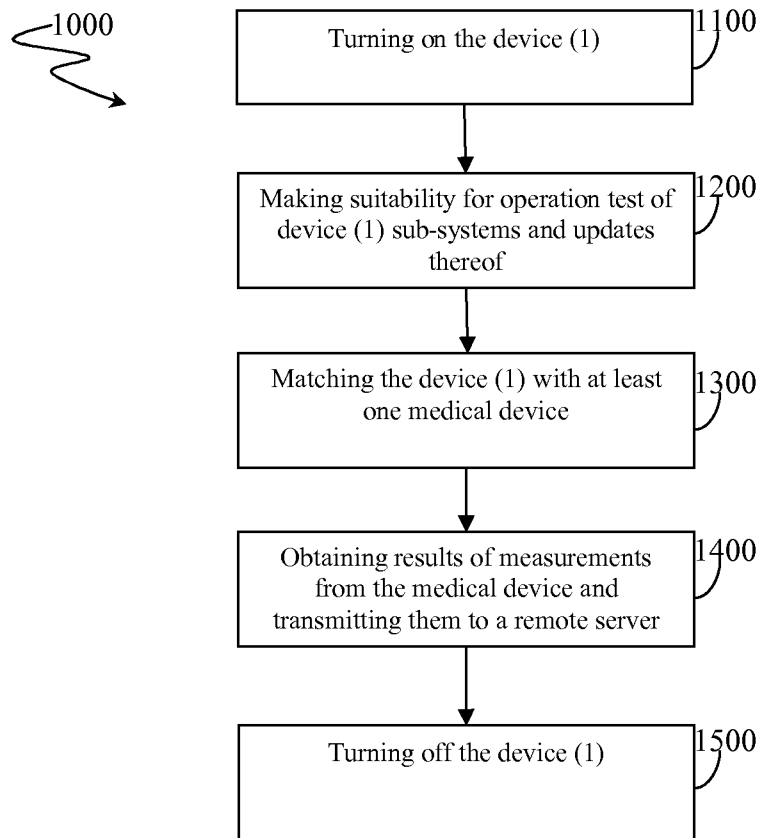 1000
Turning on the device (1)
1100
Making suitability for operation test of
device (1) sub-systems and updates
thereof
1200
Matching the device (1) with at least
one medical device
1300
Obtaining results of measurements
from the medical device and
transmitting them to a remote server
1400
Turning off the device (1)
1500